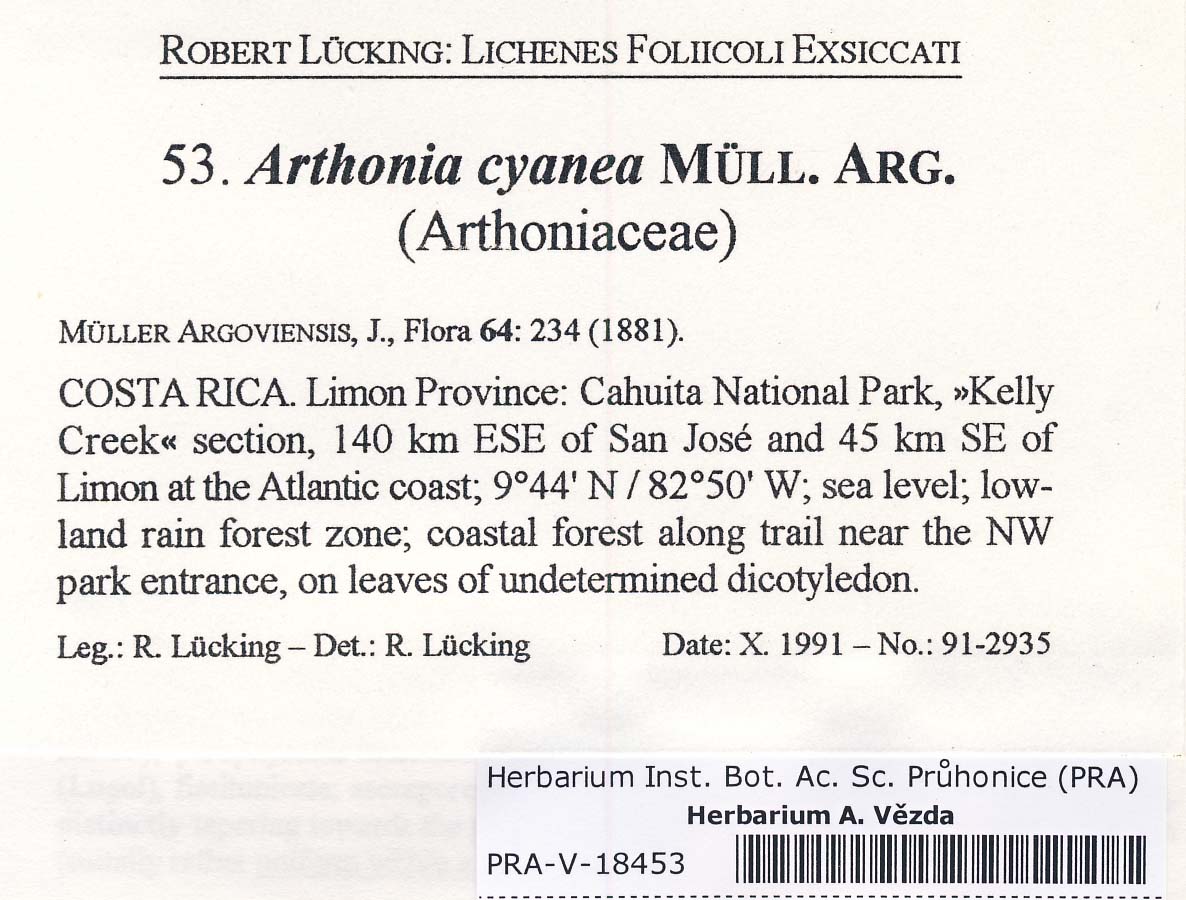 ROBERT LÜCKING: LICHENES FOLIICOLI EXSICCATI
53. Arthonia cyanea MÜLL. ARG.
(Arthoniaceae)
MÜLLER ARGOVIENSIS, J., Flora 64: 234 (1881).
COSTA RICA. Limon Province: Cahuita National Park, »Kelly
Creek« section, 140 km ESE of San José and 45 km SE of
Limon at the Atlantic coast; 9°44' N / 82°50' W; sea level; low-
land rain forest zone; coastal forest along trail near the NW
park entrance, on leaves of undetermined dicotyledon.
Leg.: R. Lücking – Det.: R. Lücking Date: X. 1991 – No.: 91-2935
Herbarium Inst. Bot. Ac. Sc. Průhonice (PRA)
Herbarium A. Vězda
PRA-V-18453